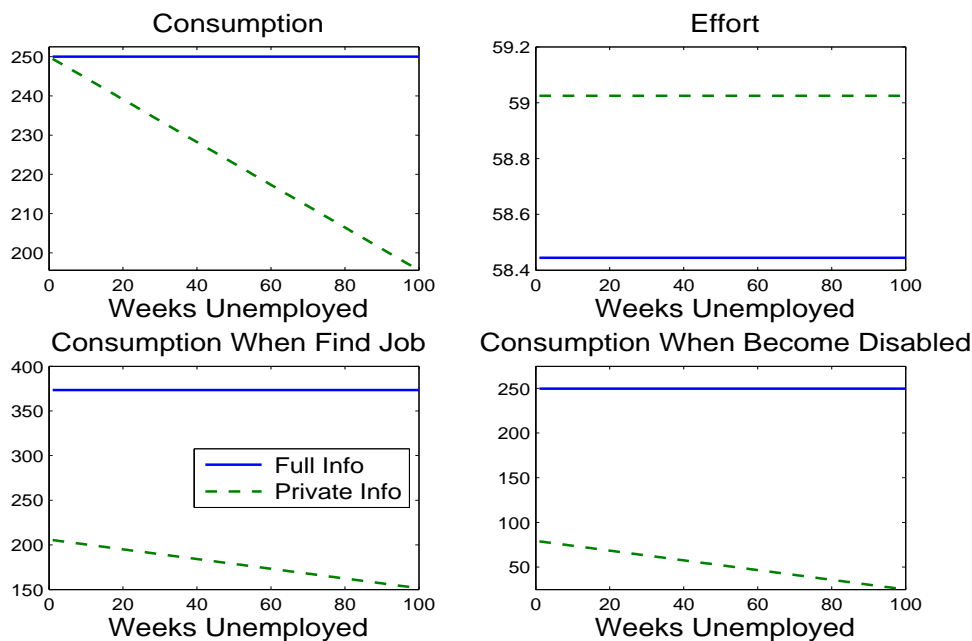 Consumption
250
240
230
220
210
200
0 20 40 60 80 100
Weeks Unemployed
Effort
59.2
59
58.8
58.6
58.4
0 20 40 60 80 100
Weeks Unemployed
Consumption When Find Job
400
350
300
250
200
150
Full Info
Private Info
0 20 40 60 80 100
Weeks Unemployed
Consumption When Become Disabled
250
200
150
100
50
0 20 40 60 80 100
Weeks Unemployed